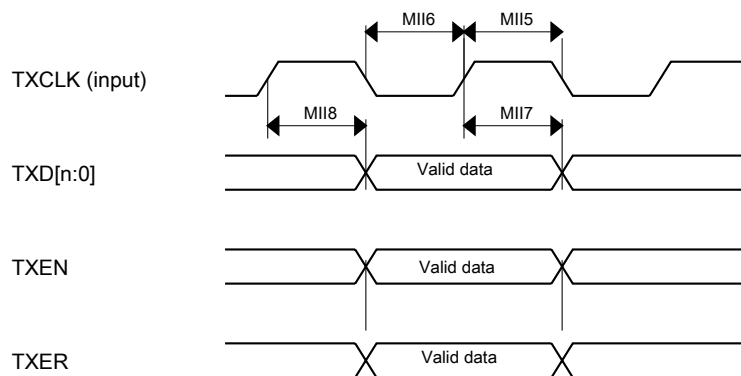 MII6 MII5
TXCLK (input)
MII8 MII7
TXD[n:0] Valid data
TXEN Valid data
TXER Valid data